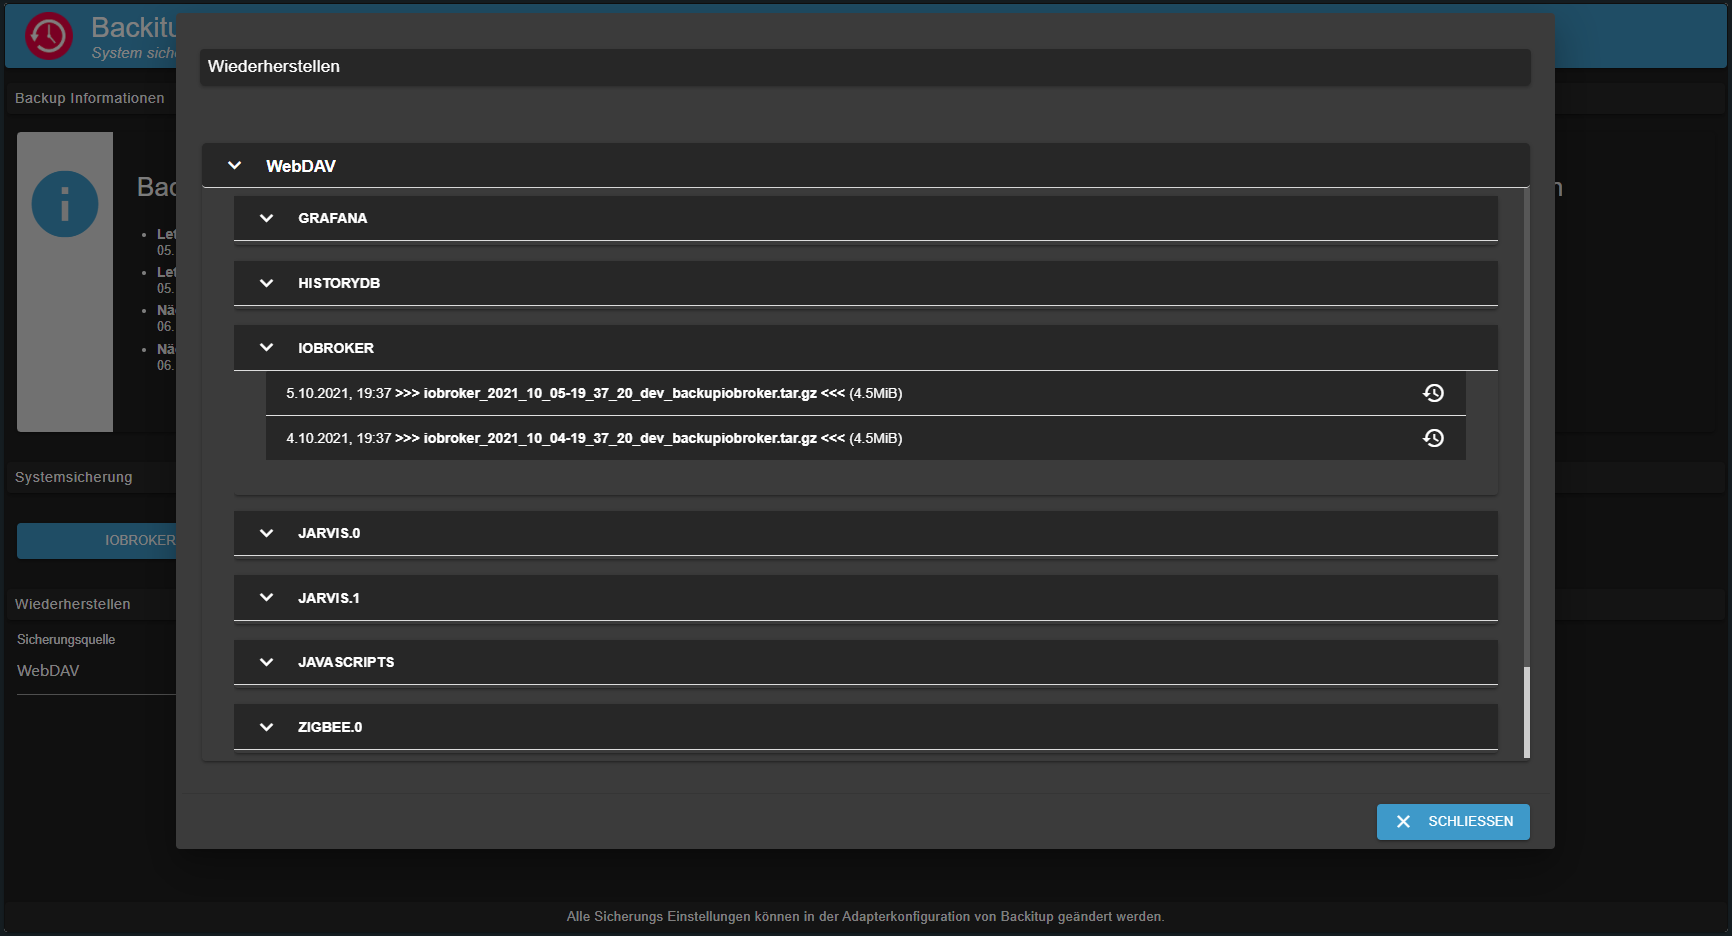 Backitu
System siche
Wiederherstellen
Backup Informationen
WebDAV
Bac
GRAFANA
Let
05.
Let
05.
HISTORYDB
Nä
06.
Nä
06.
IOBROKER
5.10.2021, 19:37 >>> iobroker_2021_10_05-19_37_20_dev_backupiobroker.tar.gz <<< (4.5MiB)
4.10.2021, 19:37 >>> iobroker_2021_10_04-19_37_20_dev_backupiobroker.tar.gz <<< (4.5MiB)
Systemsicherung
JARVIS.0
IOBROKER
JARVIS.1
Wiederherstellen
Sicherungsquelle
WebDAV
JAVASCRIPTS
ZIGBEE.0
SCHLIESSEN
Alle Sicherungs Einstellungen können in der Adapterkonfiguration von Backitup geändert werden.